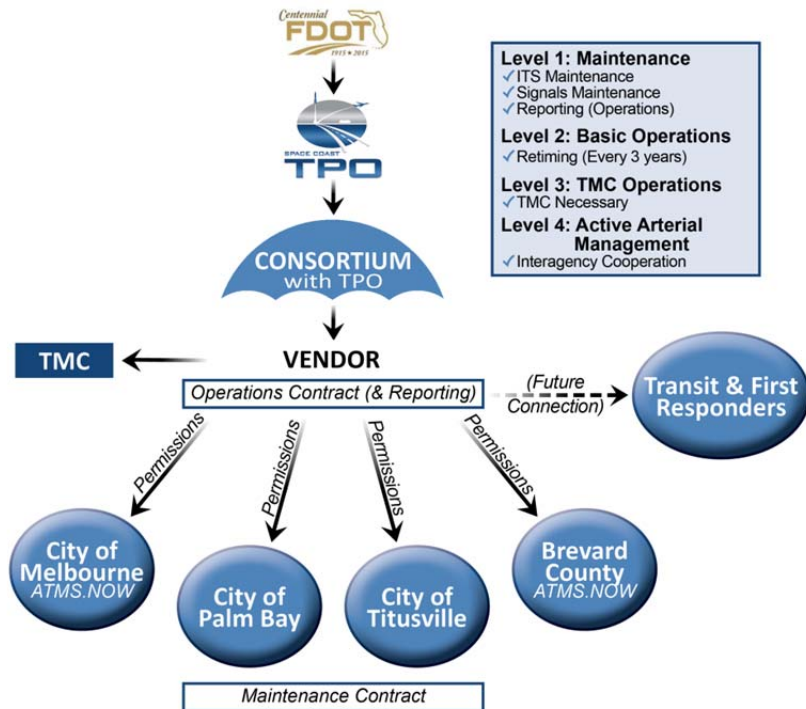 Centennial
FDOT
1915 • 2015
SPACE COAST
TPO
CONSORTIUM
with TPO
Level 1: Maintenance
✓ITS Maintenance
✓Signals Maintenance
✓Reporting (Operations)
Level 2: Basic Operations
✓Retiming (Every 3 years)
Level 3: TMC Operations
✓TMC Necessary
Level 4: Active Arterial
Management
✓Interagency Cooperation
TMC
VENDOR
Operations Contract (& Reporting)
(Future
Connection)
Transit & First
Responders
Permissions
Permissions
Permissions
Permissions
City of
Melbourne
ATMS.NOW
City of
Palm Bay
City of
Titusville
Brevard
County
ATMS.NOW
Maintenance Contract